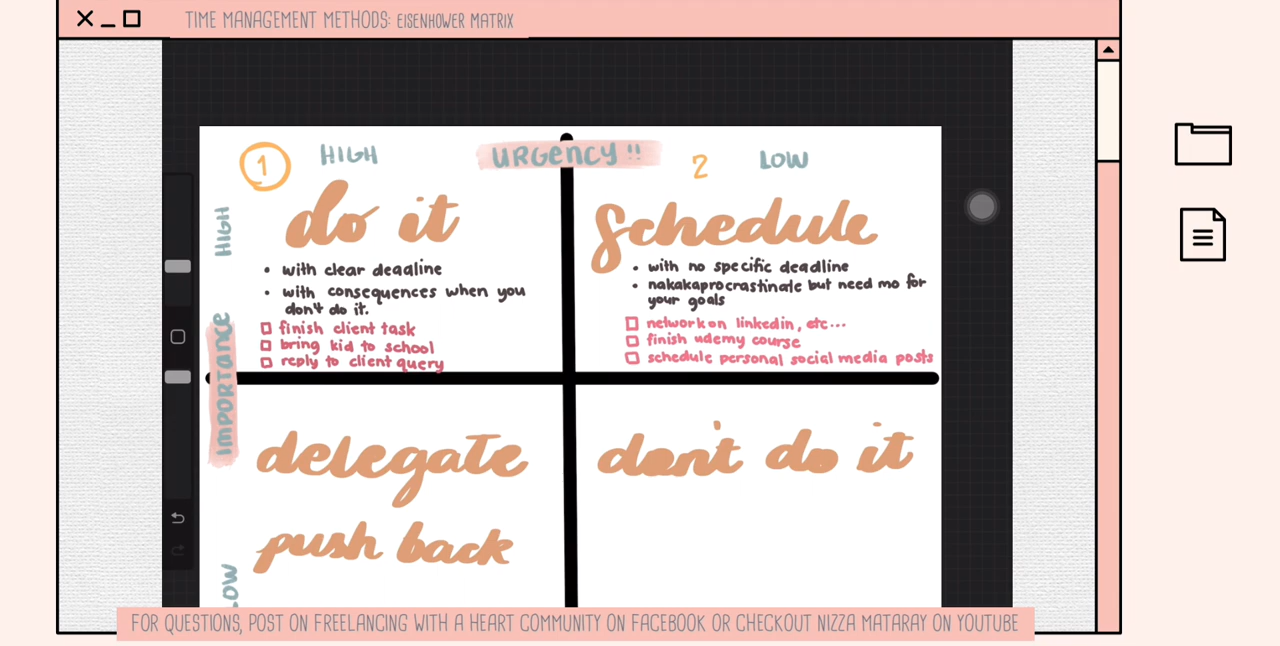 TIME MANAGEMENT METHODS: EISENHOWER MATRIX
1
HIGH
URGENCY !!
2
LOW
HIGH
do it
• with clear deadline
• with consequences when you
don't do it.
finish client task
bring kid to school
reply to client query
Schedule
• with no specific deadline
• nakakaprocrastinate but need mo for
your goals
network on linkedin, etc...
finish udemy course
schedule personal social media posts
IMPORTANCE
delegate
push back
don't do it
LOW
FOR QUESTIONS, POST ON FREELANCING WITH A HEART COMMUNITY ON FACEBOOK OR CHECKOUT NIZZA MATARAY ON YOUTUBE